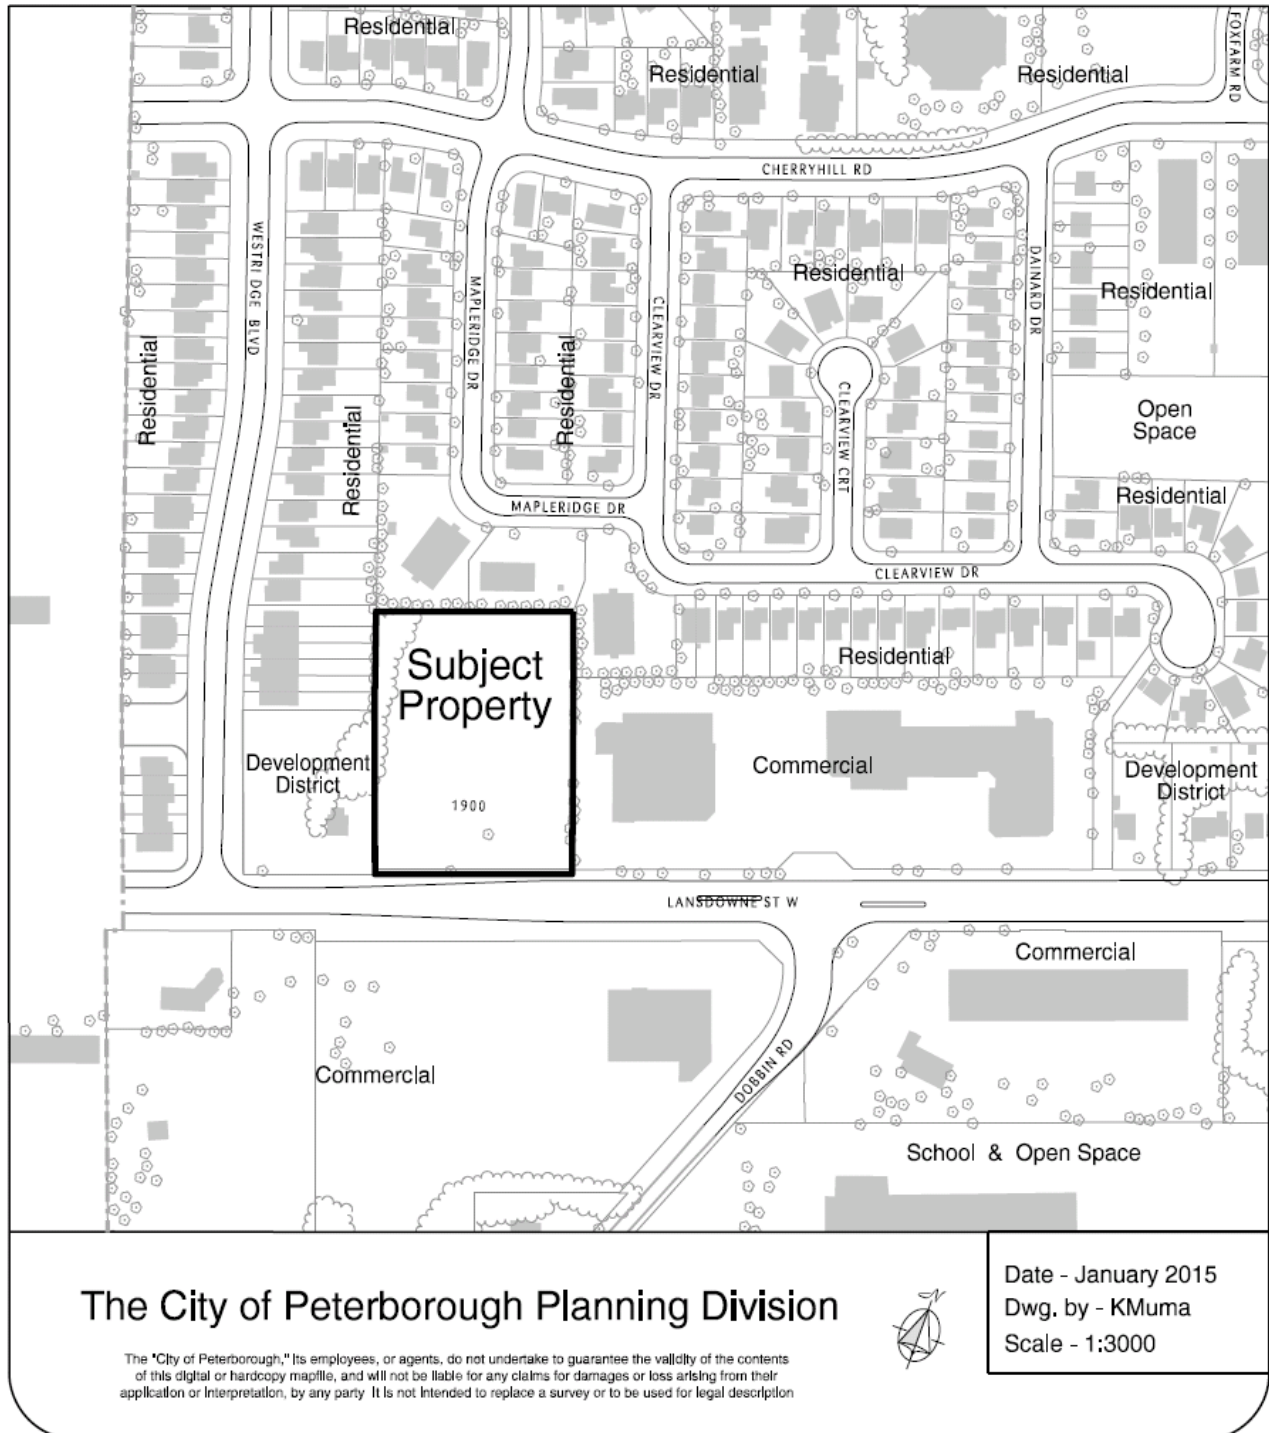 Residential
Residential
Residential
FOXFARM RD
CHERRYHILL RD
WESTRI DGE BLVD
MAPLERIDGE DR
CLEARVIEW DR
Residential
DAINARD DR
Residential
Residential
Residential
Residential
CLEARVIEW CRT
Open
Space
Residential
Residential
MAPLERIDGE DR
CLEARVIEW DR
Subject
Property
Residential
Development
District
1900
Commercial
Development
District
LANSDOWNE ST W
Commercial
Commercial
DOBBIN RD
School & Open Space
The City of Peterborough Planning Division
N
Date - January 2015
Dwg. by - KMuma
Scale - 1:3000
The "City of Peterborough," Its employees, or agents, do not undertake to guarantee the validity of the contents
of this digital or hardcopy mapfile, and will not be liable for any claims for damages or loss arising from their
application or interpretation, by any party It is not intended to replace a survey or to be used for legal description